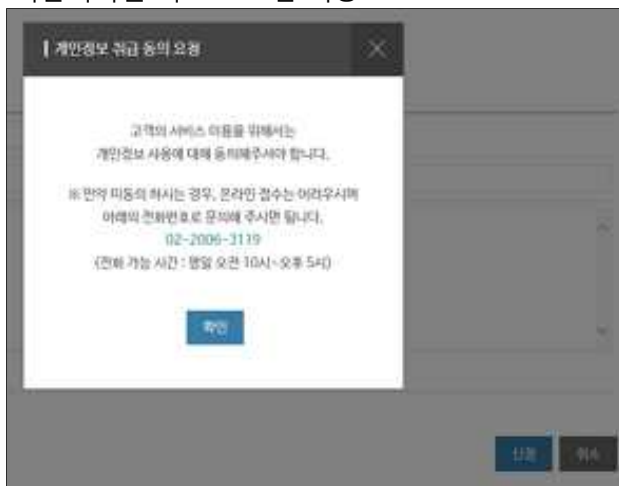 개인정보 취급 동의 요청
고객의 서비스 이용을 위해서는
개인정보 사용에 대해 동의해주셔야 합니다.
※ 만약 미동의 하시는 경우, 온라인 접수는 어려우시며
아래의 전화번호로 문의해 주시면 됩니다.
02-2006-3119
(전화 가능 시간 : 평일 오전 10시~오후 5시)
확인
신청 취소